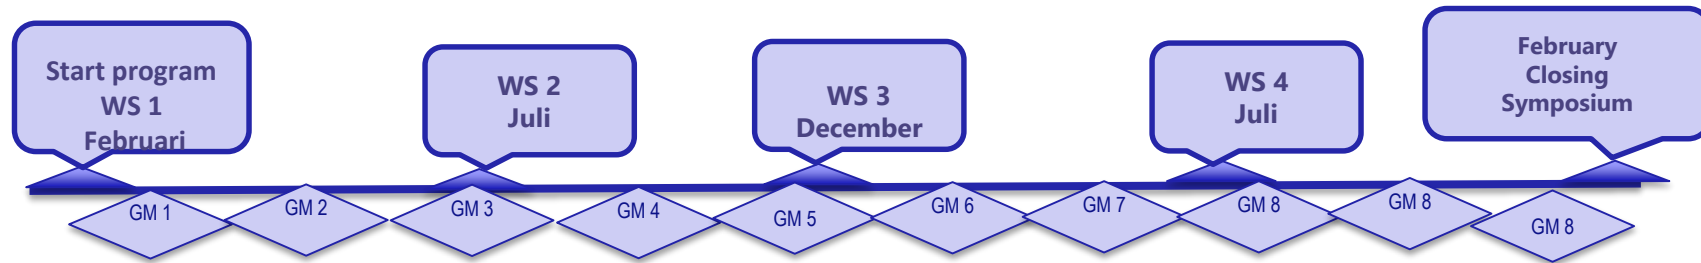 Start program
WS 1
Februari
WS 2
Juli
WS 3
December
WS 4
Juli
February
Closing
Symposium
GM 1
GM 2
GM 3
GM 4
GM 5
GM 6
GM 7
GM 8
GM 8
GM 8